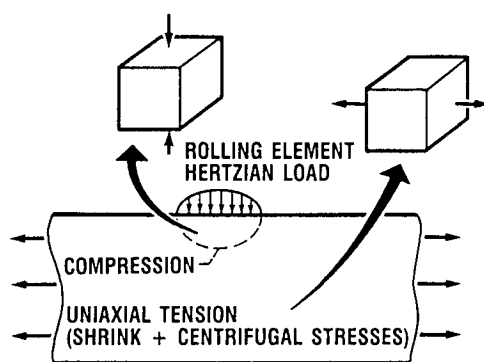 ROLLING ELEMENT
HERTZIAN LOAD
COMPRESSION
UNIAXIAL TENSION
(SHRINK + CENTRIFUGAL STRESSES)